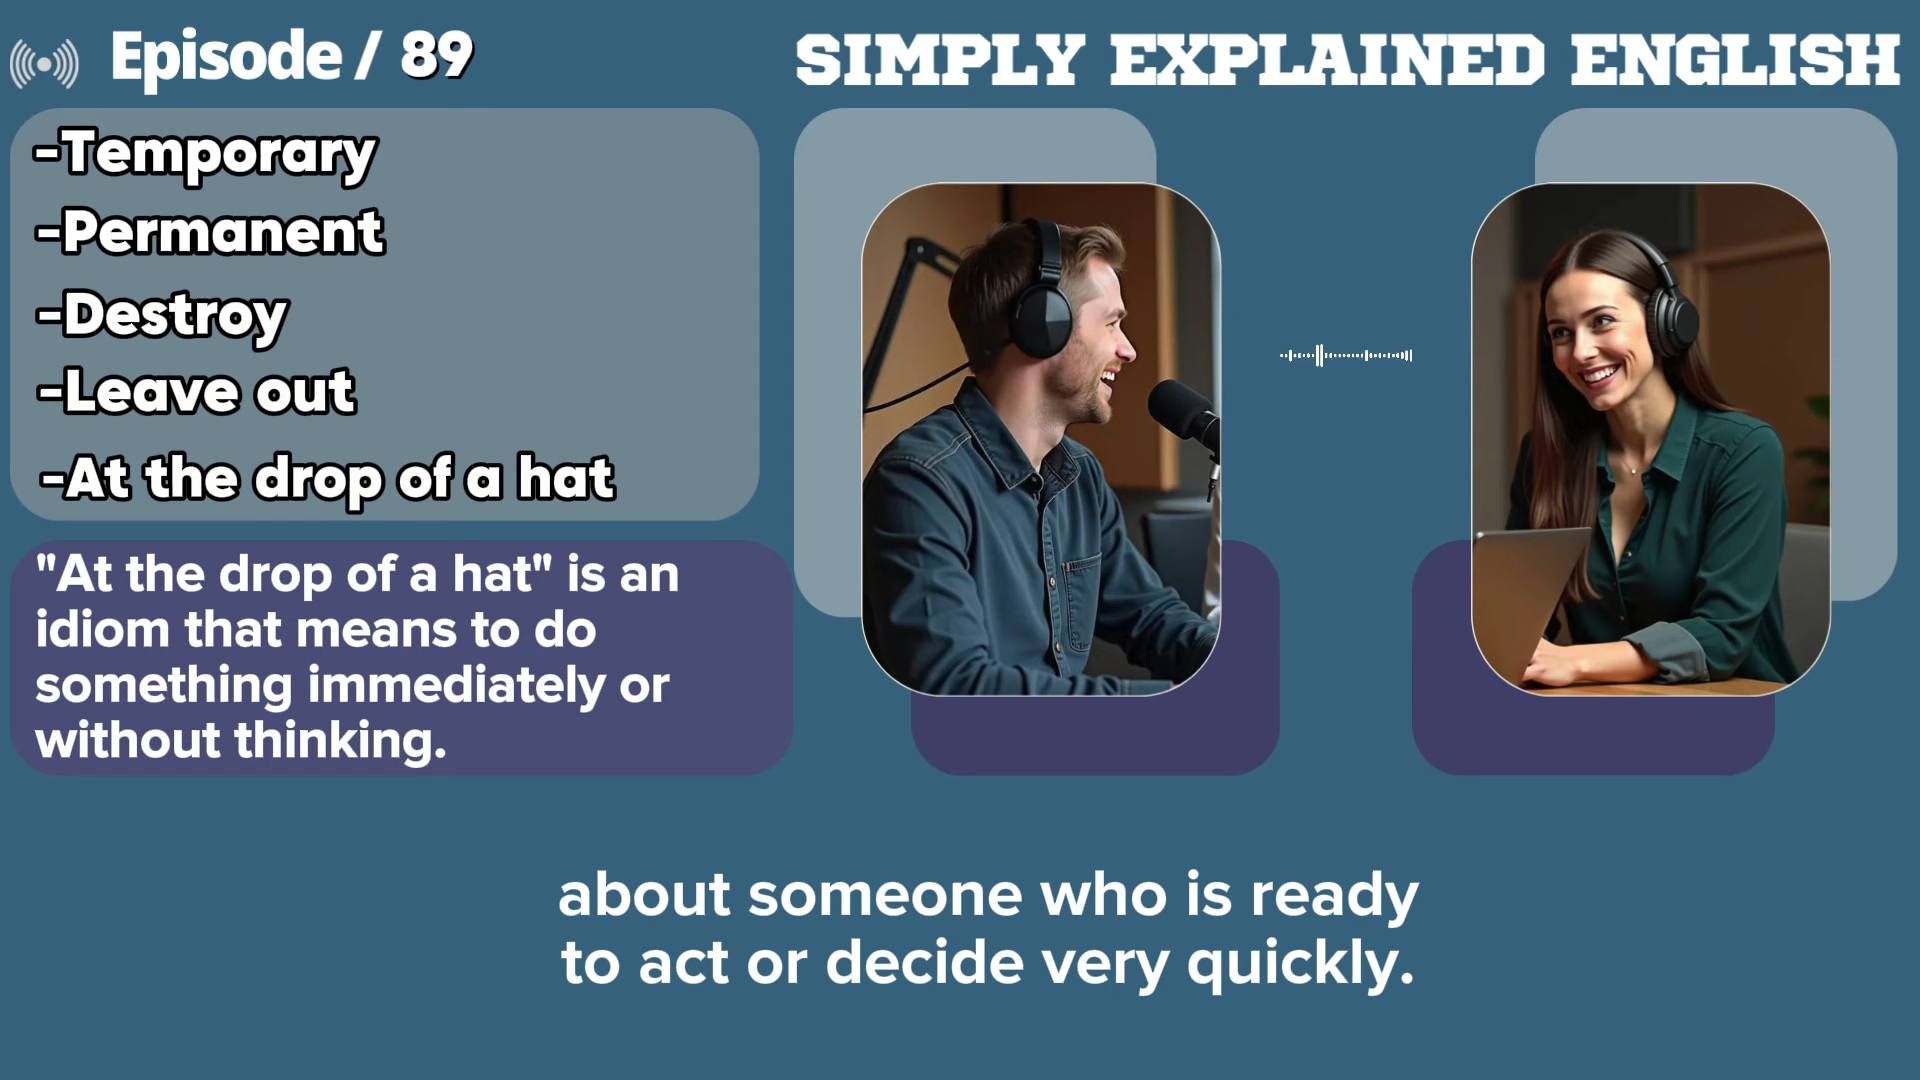 Episode / 89
SIMPLY EXPLAINED ENGLISH
-Temporary
-Permanent
-Destroy
-Leave out
-At the drop of a hat
"At the drop of a hat" is an
idiom that means to do
something immediately or
without thinking.
about someone who is ready
to act or decide very quickly.